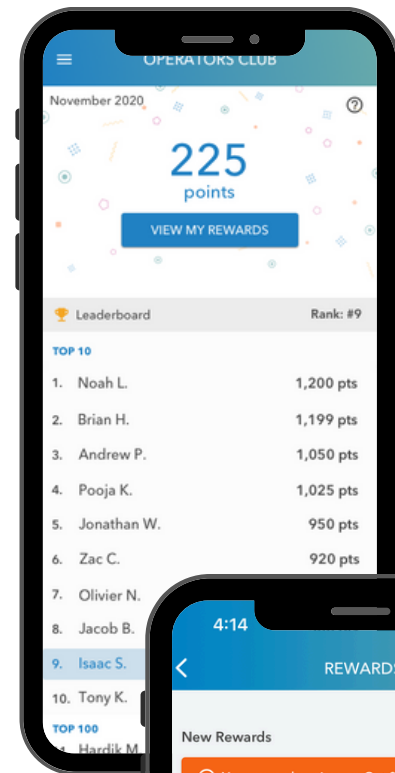 OPERATORS CLUB
November 2020
225
points
VIEW MY REWARDS
Leaderboard Rank: #9
TOP 10
1. Noah L. 1,200 pts
2. Brian H. 1,199 pts
3. Andrew P. 1,050 pts
4. Pooja K. 1,025 pts
5. Jonathan W. 950 pts
6. Zac C. 920 pts
7. Olivier N.
8. Jacob B.
9. Isaac S.
10. Tony K.
TOP 100
Hardik M.
4:14
REWARDS
New Rewards